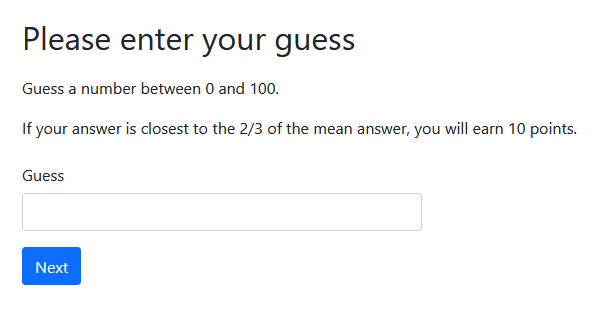 Please enter your guess
Guess a number between 0 and 100.
If your answer is closest to the 2/3 of the mean answer, you will earn 10 points.
Guess
Next